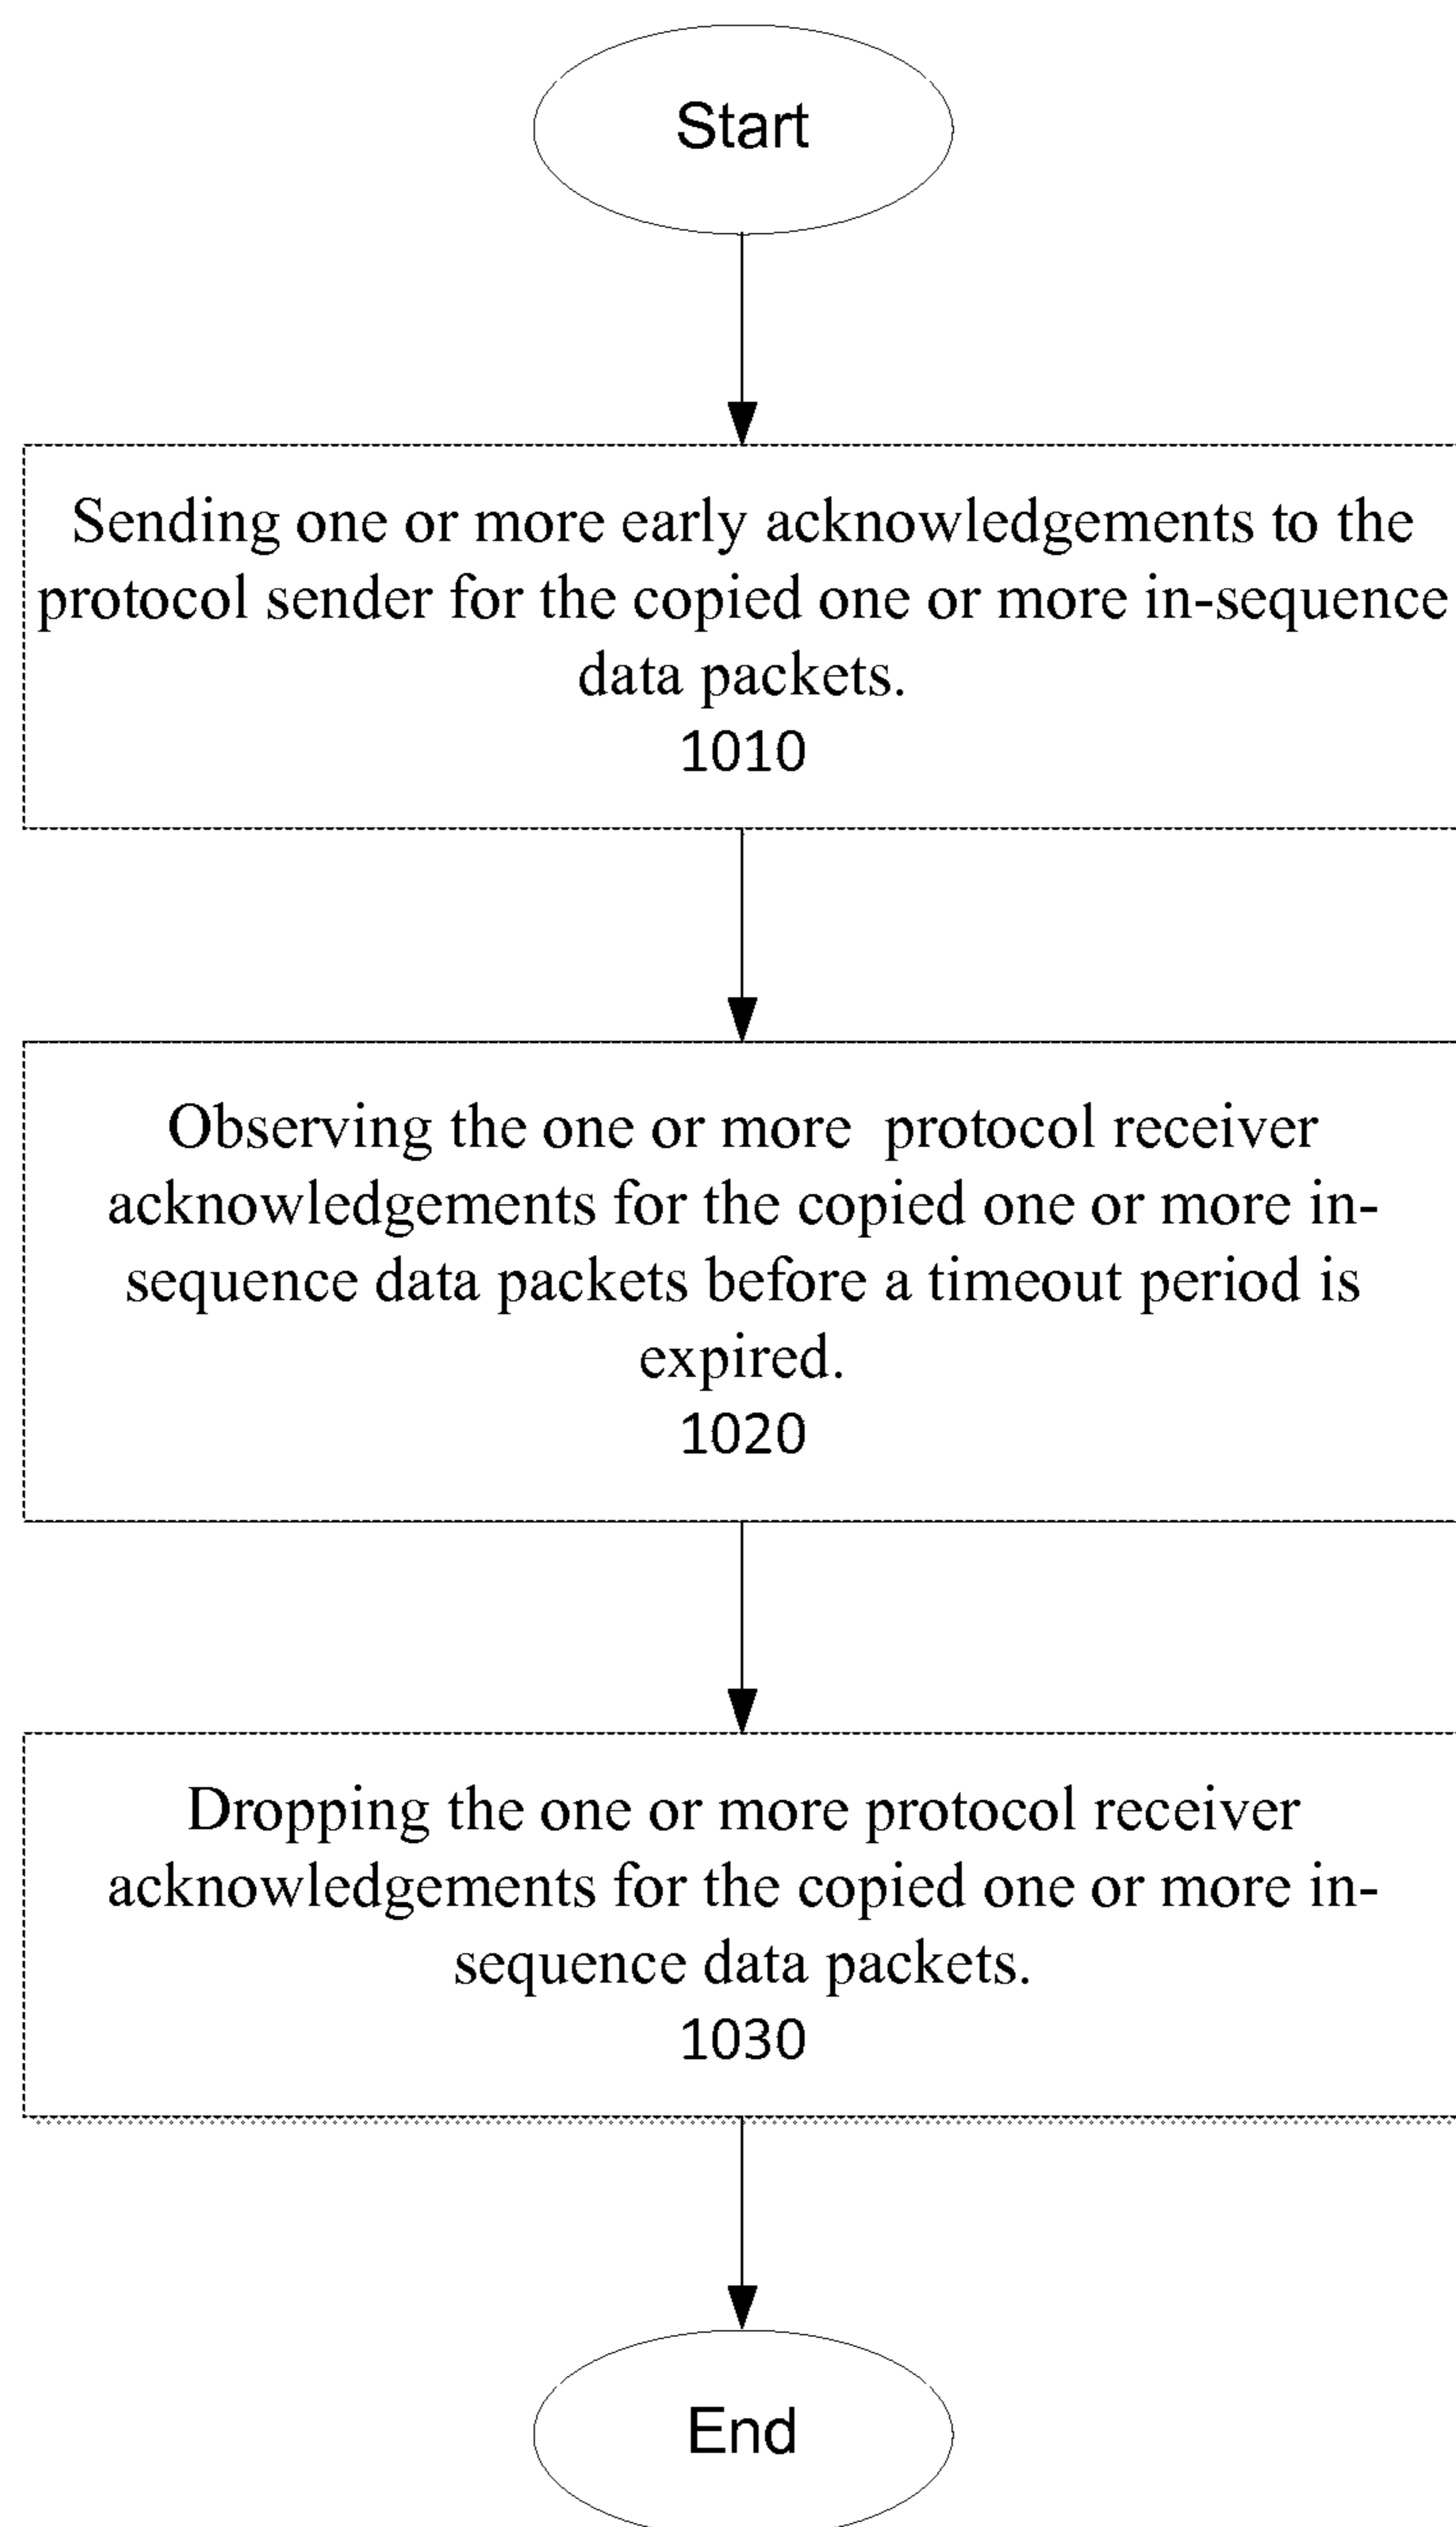 Start
Sending one or more early acknowledgements to the
protocol sender for the copied one or more in-sequence
data packets.
1010
Observing the one or more protocol receiver
acknowledgements for the copied one or more in-
sequence data packets before a timeout period is
expired.
1020
Dropping the one or more protocol receiver
acknowledgements for the copied one or more in-
sequence data packets.
1030
End